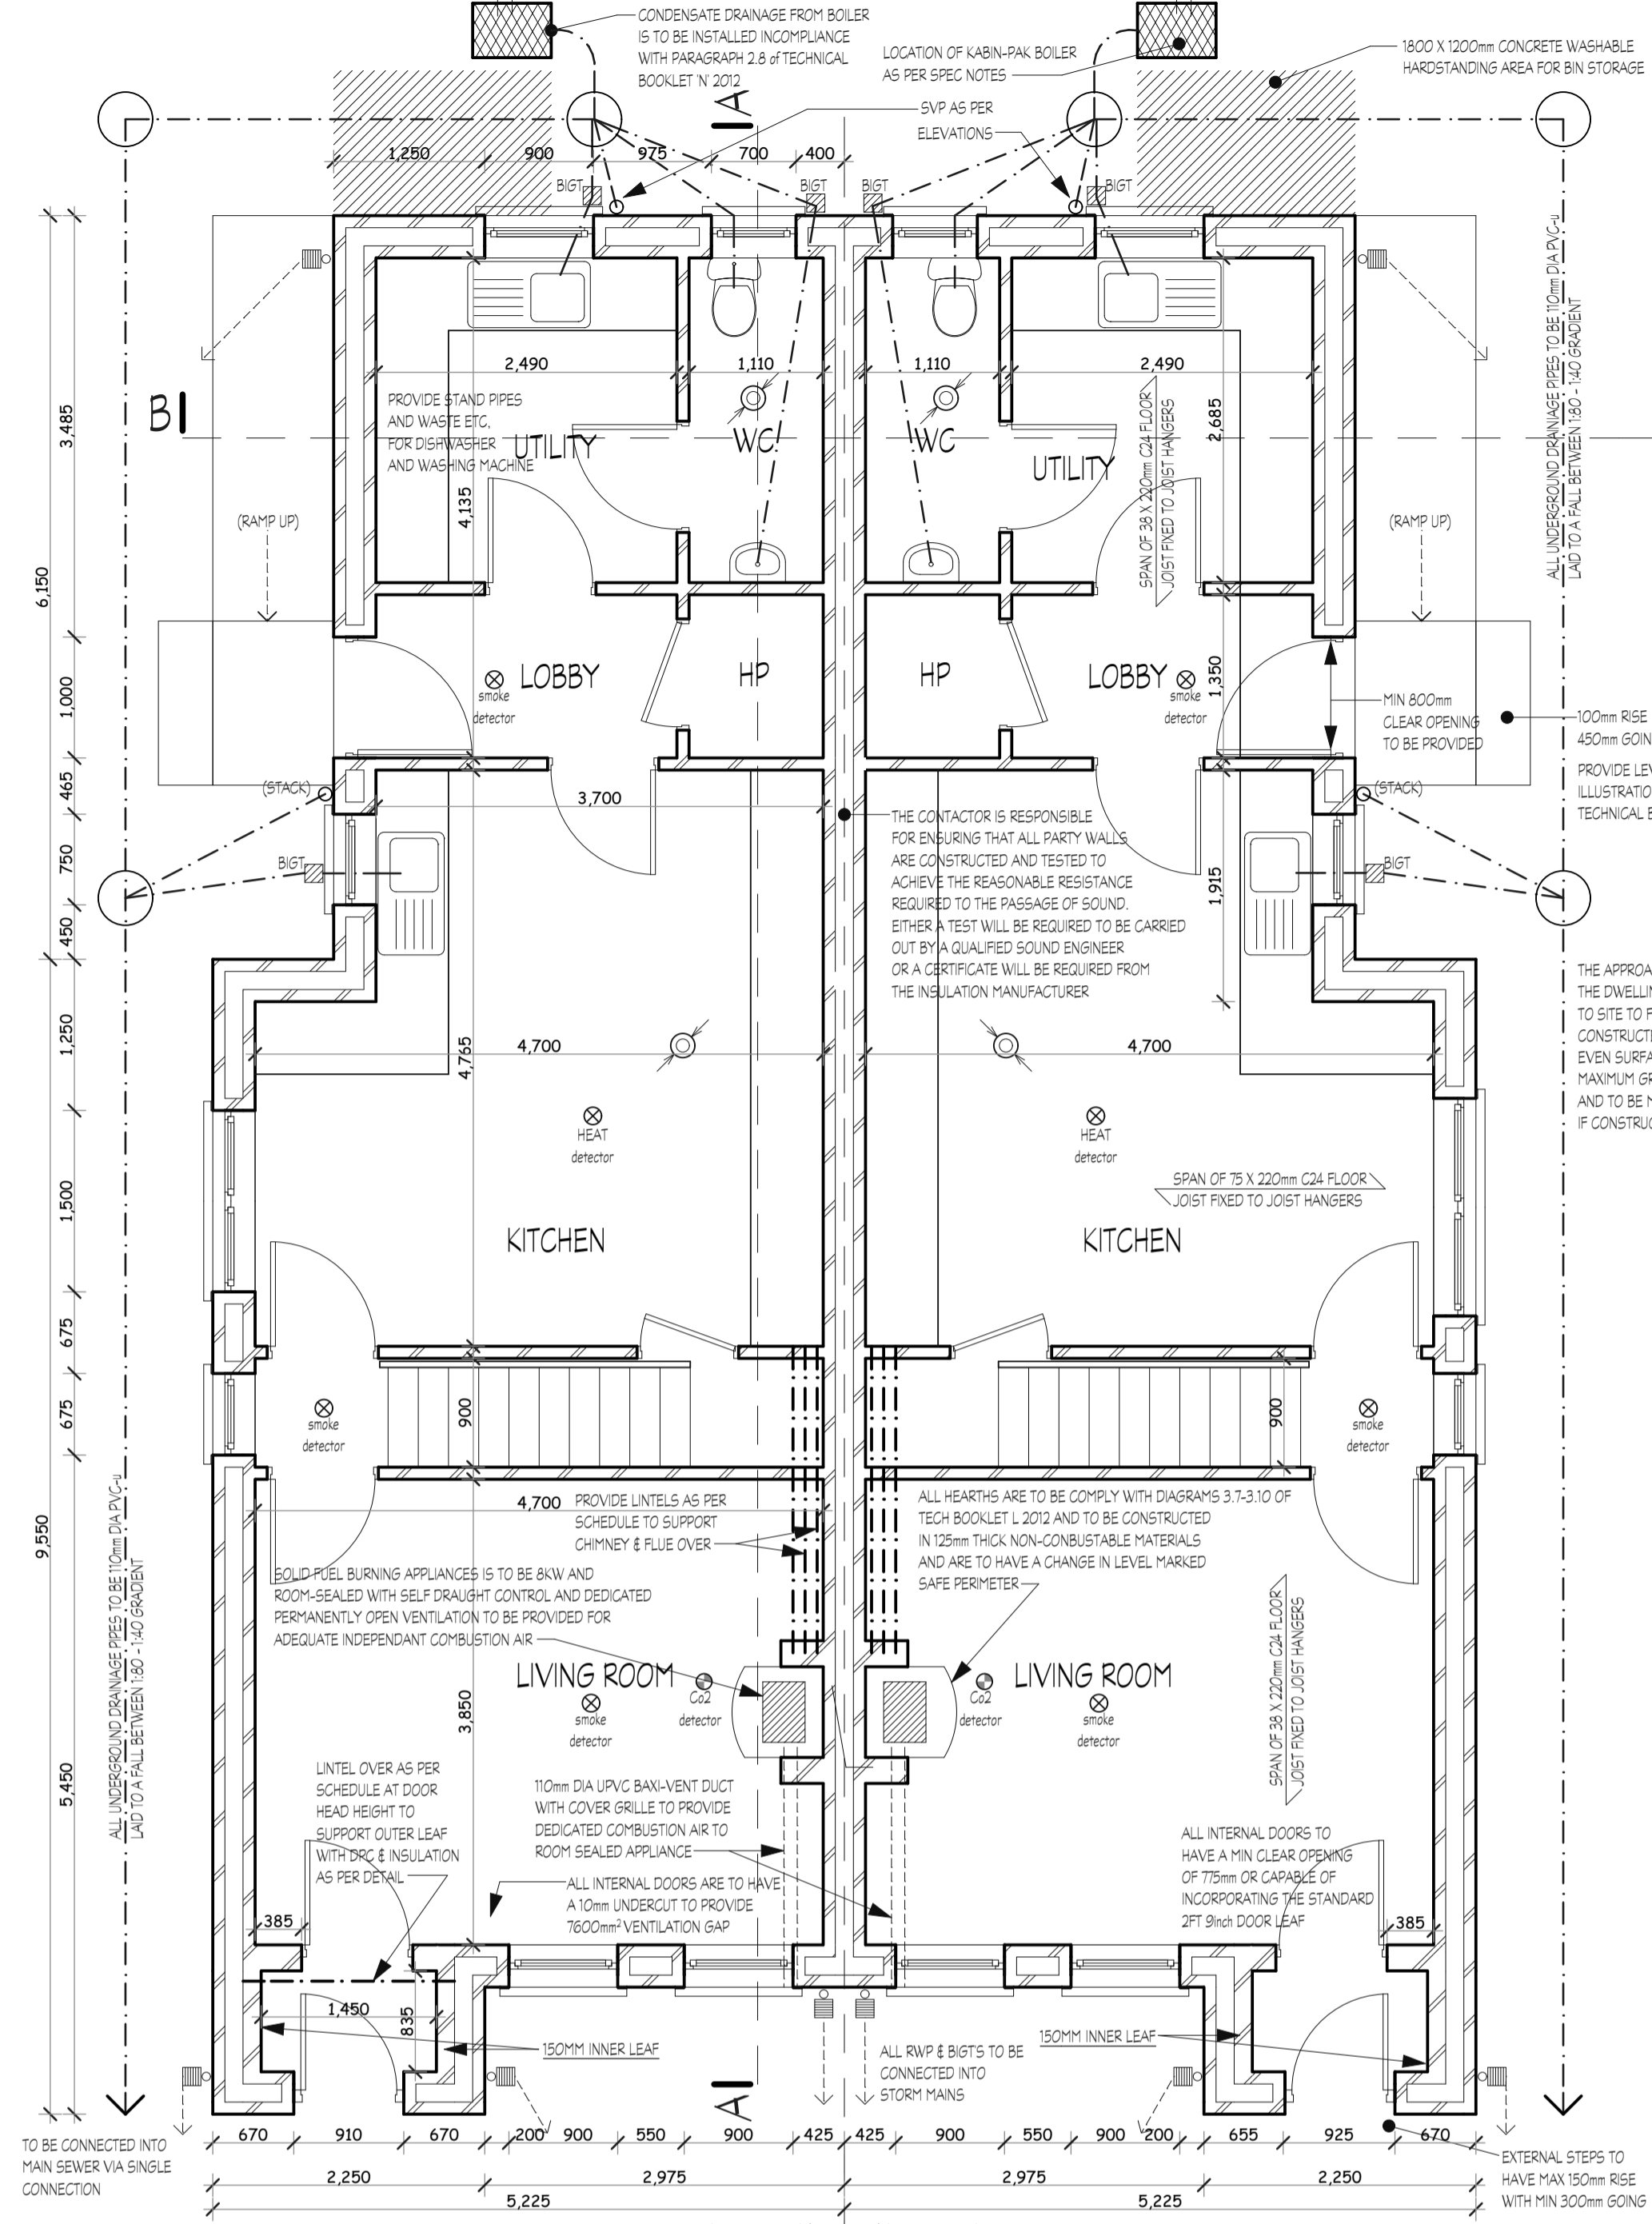 CONDENSATE DRAINAGE FROM BOILER
IS TO BE INSTALLED INCOMPLIANCE
WITH PARAGRAPH 2.8 of TECHNICAL
BOOKLET 'N' 2012
LOCATION OF KABIN-PAK BOILER
AS PER SPEC NOTES
1800 X 1200mm CONCRETE WASHABLE
HARDSTANDING AREA FOR BIN STORAGE
A
SVP AS PER
ELEVATIONS
1,250 900 975 700 400
BIGT BIGT BIGT BIGT
ALL UNDERGROUND DRAINAGE PIPES TO BE 110mm DIA PVC-u
LAID TO A FALL BETWEEN 1:80 - 1:40 GRADIENT
2,490 1,110 1,110 2,490
B
PROVIDE STAND PIPES
AND WASTE ETC,
FOR DISHWASHER
AND WASHING MACHINE
UTILITY WC WC UTILITY
3,485
4,135
2,685
SPAN OF 38 X 220mm C24 FLOOR
JOIST FIXED TO JOIST HANGERS
(RAMP UP) (RAMP UP)
6,150
LOBBY HP HP LOBBY
smoke
detector
smoke
detector
1,000
1,350
MIN 800mm
CLEAR OPENING
TO BE PROVIDED
100mm RISE
450mm GOIN
PROVIDE LEV
ILLUSTRATIO
TECHNICAL B
465
(STACK) (STACK)
3,700
THE CONTACTOR IS RESPONSIBLE
FOR ENSURING THAT ALL PARTY WALLS
ARE CONSTRUCTED AND TESTED TO
ACHIEVE THE REASONABLE RESISTANCE
REQUIRED TO THE PASSAGE OF SOUND.
EITHER A TEST WILL BE REQUIRED TO BE CARRIED
OUT BY A QUALIFIED SOUND ENGINEER
OR A CERTIFICATE WILL BE REQUIRED FROM
THE INSULATION MANUFACTURER
750
BIGT BIGT
1,915
450
THE APPROA
THE DWELLIN
TO SITE TO F
CONSTRUCTE
EVEN SURFA
MAXIMUM GR
AND TO BE M
IF CONSTRUC
1,250
4,765
4,700 4,700
HEAT
detector
HEAT
detector
1,500
SPAN OF 75 X 220mm C24 FLOOR
JOIST FIXED TO JOIST HANGERS
KITCHEN KITCHEN
675
675
900 900
smoke
detector
smoke
detector
9,550
4,700
PROVIDE LINTELS AS PER
SCHEDULE TO SUPPORT
CHIMNEY & FLUE OVER
ALL HEARTHS ARE TO BE COMPLY WITH DIAGRAMS 3.7-3.10 OF
TECH BOOKLET L 2012 AND TO BE CONSTRUCTED
IN 125mm THICK NON-CONBUSTABLE MATERIALS
AND ARE TO HAVE A CHANGE IN LEVEL MARKED
SAFE PERIMETER
SOLID FUEL BURNING APPLIANCES IS TO BE 8KW AND
ROOM-SEALED WITH SELF DRAUGHT CONTROL AND DEDICATED
PERMANENTLY OPEN VENTILATION TO BE PROVIDED FOR
ADEQUATE INDEPENDANT COMBUSTION AIR
ALL UNDERGROUND DRAINAGE PIPES TO BE 110mm DIA PVC-u
LAID TO A FALL BETWEEN 1:80 - 1:40 GRADIENT
LIVING ROOM LIVING ROOM
Co2
detector
Co2
detector
smoke
detector
smoke
detector
3,850
SPAN OF 38 X 220mm C24 FLOOR
JOIST FIXED TO JOIST HANGERS
5,450
LINTEL OVER AS PER
SCHEDULE AT DOOR
HEAD HEIGHT TO
SUPPORT OUTER LEAF
WITH DPC & INSULATION
AS PER DETAIL
110mm DIA UPVC BAXI-VENT DUCT
WITH COVER GRILLE TO PROVIDE
DEDICATED COMBUSTION AIR TO
ROOM SEALED APPLIANCE
ALL INTERNAL DOORS ARE TO HAVE
A 10mm UNDERCUT TO PROVIDE
7600mm² VENTILATION GAP
ALL INTERNAL DOORS TO
HAVE A MIN CLEAR OPENING
OF 775mm OR CAPABLE OF
INCORPORATING THE STANDARD
2FT 9inch DOOR LEAF
385 385
1,450
835
150MM INNER LEAF
150MM INNER LEAF
ALL RWP & BIGT'S TO BE
CONNECTED INTO
STORM MAINS
A
TO BE CONNECTED INTO
MAIN SEWER VIA SINGLE
CONNECTION
670 910 670 200 900 550 900 425 425 900 550 900 200 655 925 670
2,250 2,975 2,975 2,250
5,225 5,225
EXTERNAL STEPS TO
HAVE MAX 150mm RISE
WITH MIN 300mm GOING